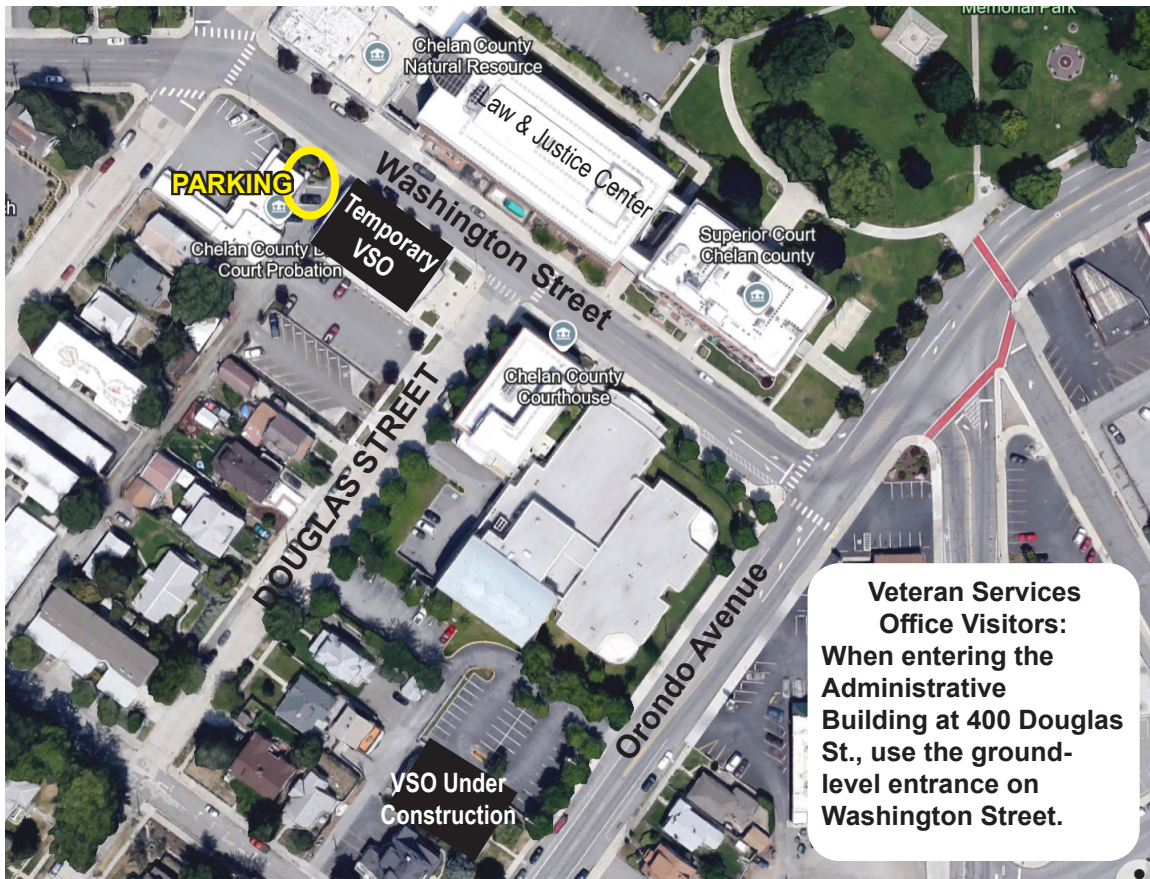 Memorial Park
Chelan County
Natural Resource
Law & Justice Center
Washington Street
PARKING
Temporary
VSO
Chelan County D
Court Probation
Superior Court
Chelan county
Chelan County
Courthouse
DOUGLAS STREET
Orondo Avenue
VSO Under
Construction
Veteran Services
Office Visitors:
When entering the
Administrative
Building at 400 Douglas
St., use the ground-
level entrance on
Washington Street.